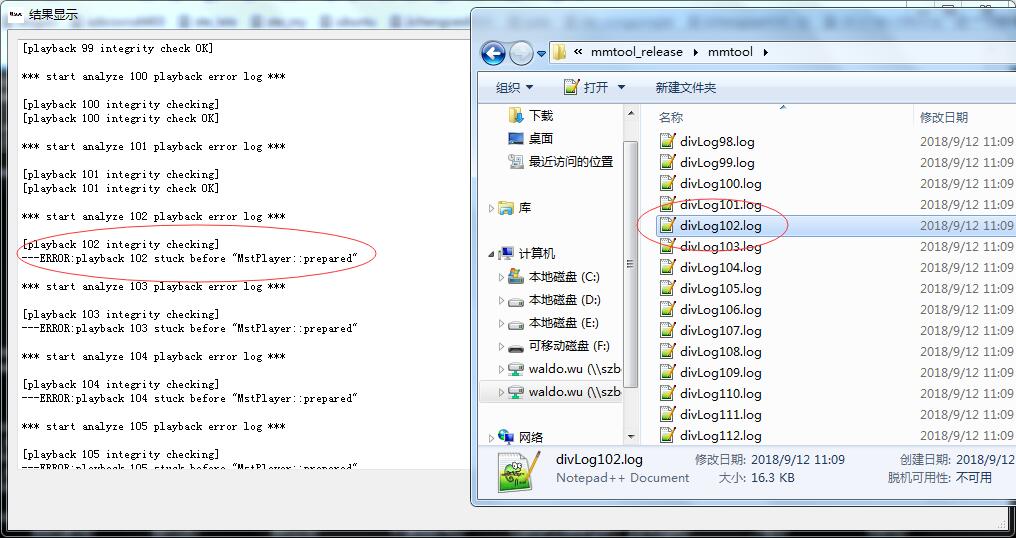 结果显示
[playback 99 integrity check OK]
*** start analyze 100 playback error log ***
[playback 100 integrity checking]
[playback 100 integrity check OK]
*** start analyze 101 playback error log ***
[playback 101 integrity checking]
[playback 101 integrity check OK]
*** start analyze 102 playback error log ***
[playback 102 integrity checking]
---ERROR:playback 102 stuck before "MstPlayer::prepared"
*** start analyze 103 playback error log ***
[playback 103 integrity checking]
---ERROR:playback 103 stuck before "MstPlayer::prepared"
*** start analyze 104 playback error log ***
[playback 104 integrity checking]
---ERROR:playback 104 stuck before "MstPlayer::prepared"
*** start analyze 105 playback error log ***
[playback 105 integrity checking]
---ERROR:playback 105 stuck before "MstPlayer::prepared"
« mmtool_release ▸ mmtool ▸
组织 打开 新建文件夹
下载
桌面
最近访问的位置
库
计算机
本地磁盘 (C:)
本地磁盘 (D:)
本地磁盘 (E:)
可移动磁盘 (F:)
waldo.wu (\\szb
waldo.wu (\\szb
网络
名称 修改日期
divLog98.log 2018/9/12 11:09
divLog99.log 2018/9/12 11:09
divLog100.log 2018/9/12 11:09
divLog101.log 2018/9/12 11:09
divLog102.log 2018/9/12 11:09
divLog103.log 2018/9/12 11:09
divLog104.log 2018/9/12 11:09
divLog105.log 2018/9/12 11:09
divLog106.log 2018/9/12 11:09
divLog107.log 2018/9/12 11:09
divLog108.log 2018/9/12 11:09
divLog109.log 2018/9/12 11:09
divLog110.log 2018/9/12 11:09
divLog111.log 2018/9/12 11:09
divLog112.log 2018/9/12 11:09
divLog102.log 修改日期: 2018/9/12 11:09 创建日期: 2018/9/12
Notepad++ Document 大小: 16.3 KB 脱机可用性: 不可用